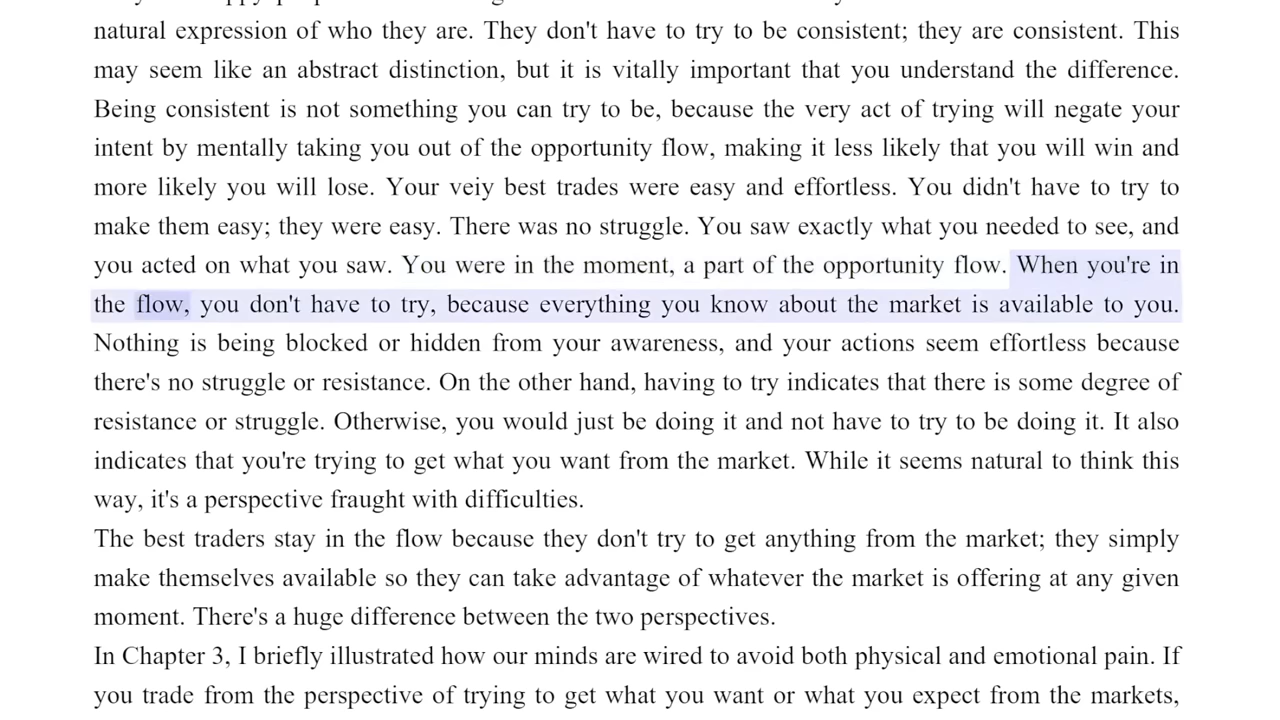 natural expression of who they are. They don't have to try to be consistent; they are consistent. This
may seem like an abstract distinction, but it is vitally important that you understand the difference.
Being consistent is not something you can try to be, because the very act of trying will negate your
intent by mentally taking you out of the opportunity flow, making it less likely that you will win and
more likely you will lose. Your veiy best trades were easy and effortless. You didn't have to try to
make them easy; they were easy. There was no struggle. You saw exactly what you needed to see, and
you acted on what you saw. You were in the moment, a part of the opportunity flow. When you're in
the flow, you don't have to try, because everything you know about the market is available to you.
Nothing is being blocked or hidden from your awareness, and your actions seem effortless because
there's no struggle or resistance. On the other hand, having to try indicates that there is some degree of
resistance or struggle. Otherwise, you would just be doing it and not have to try to be doing it. It also
indicates that you're trying to get what you want from the market. While it seems natural to think this
way, it's a perspective fraught with difficulties.
The best traders stay in the flow because they don't try to get anything from the market; they simply
make themselves available so they can take advantage of whatever the market is offering at any given
moment. There's a huge difference between the two perspectives.
In Chapter 3, I briefly illustrated how our minds are wired to avoid both physical and emotional pain. If
you trade from the perspective of trying to get what you want or what you expect from the markets,